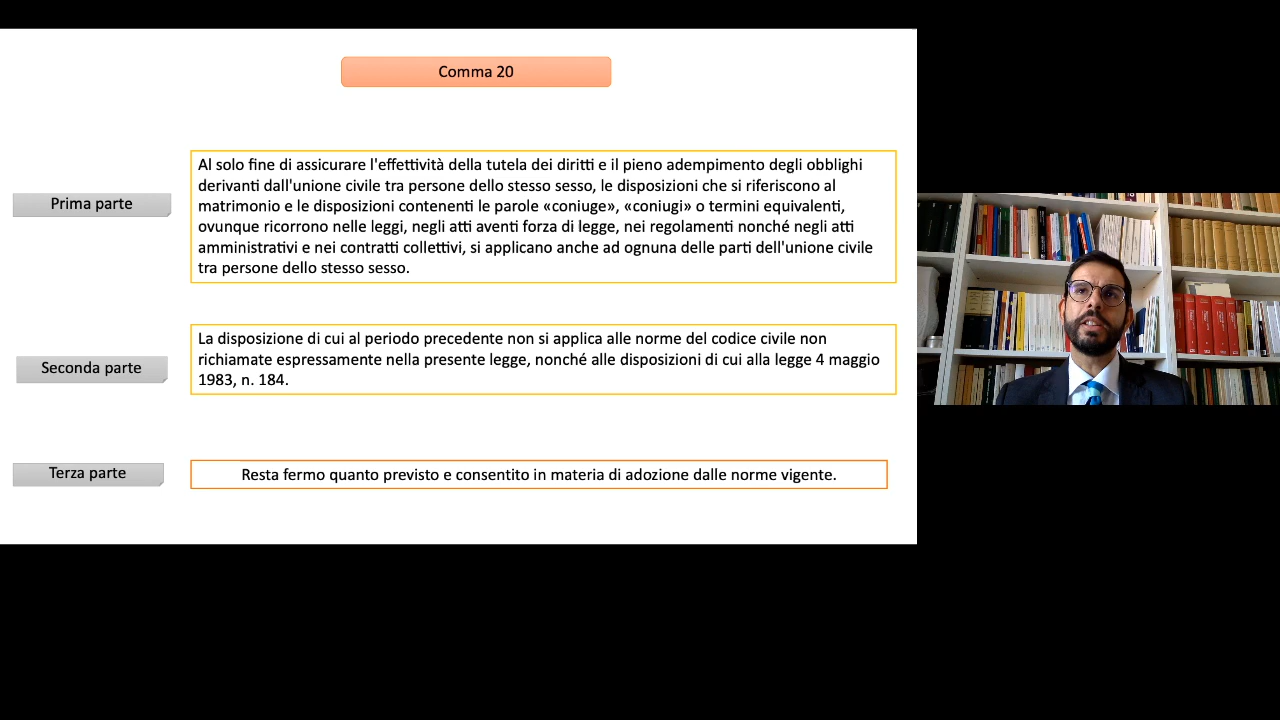 Comma 20
Prima parte
Al solo fine di assicurare l'effettività della tutela dei diritti e il pieno adempimento degli obblighi
derivanti dall'unione civile tra persone dello stesso sesso, le disposizioni che si riferiscono al
matrimonio e le disposizioni contenenti le parole «coniuge», «coniugi» o termini equivalenti,
ovunque ricorrono nelle leggi, negli atti aventi forza di legge, nei regolamenti nonché negli atti
amministrativi e nei contratti collettivi, si applicano anche ad ognuna delle parti dell'unione civile
tra persone dello stesso sesso.
Seconda parte
La disposizione di cui al periodo precedente non si applica alle norme del codice civile non
richiamate espressamente nella presente legge, nonché alle disposizioni di cui alla legge 4 maggio
1983, n. 184.
Terza parte
Resta fermo quanto previsto e consentito in materia di adozione dalle norme vigente.